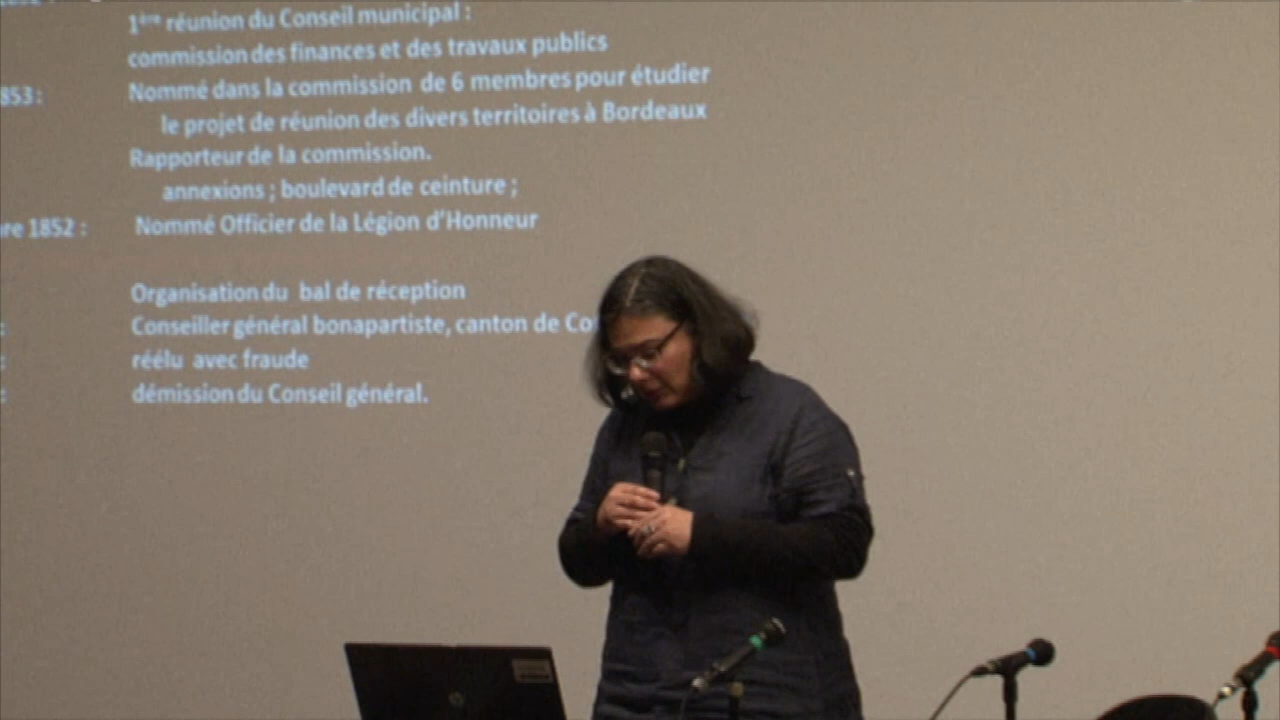 1ère réunion du Conseil municipal :
commission des finances et des travaux publics
853 : Nommé dans la commission de 6 membres pour étudier
le projet de réunion des divers territoires à Bordeaux
Rapporteur de la commission.
annexions ; boulevard de ceinture ;
re 1852 : Nommé Officier de la Légion d'Honneur
Organisation du bal de réception
: Conseiller général bonapartiste, canton de Co
: réélu avec fraude
: démission du Conseil général.